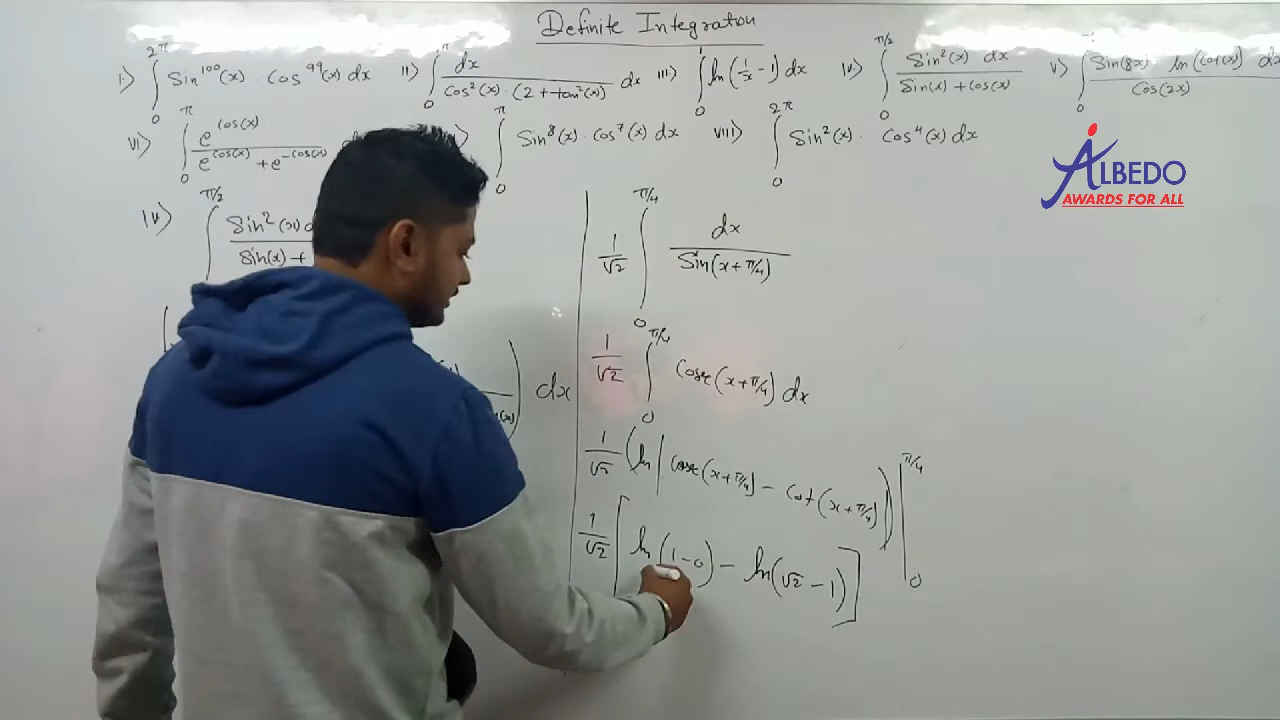 Definite Integration
i) ∫₀^2π Sin¹⁰⁰(x) · Cos⁹⁹(x) dx ii) ∫₀^π dx / Cos²(x) · (2 + tan²(x)) dx iii) ∫₀^1 ln(1/x - 1) dx iv) ∫₀^π/2 Sin²(x) dx / Sin(x) + Cos(x) v) ∫₀ Sin(8x) ln(Cot(x)) dx / Cos(2x)
vi) ∫₀^π e^Cos(x) / e^Cos(x) + e^-Cos(x) ) ∫₀^π Sin⁸(x) · Cos⁷(x) dx viii) ∫₀^2π Sin²(x) · Cos⁴(x) dx
ALBEDO
AWARDS FOR ALL
iv) ∫^π/2 Sin²(x) d / Sin(x) +
) dx
1/√2 ∫₀^π/4 dx / Sin(x + π/4)
1/√2 ∫₀^π/4 Cosec(x + π/4) dx
1/√2 (ln | Cosec(x + π/4) - Cot(x + π/4) ) |₀^π/4
1/√2 [ ln(1 - 0) - ln(√2 - 1) ]